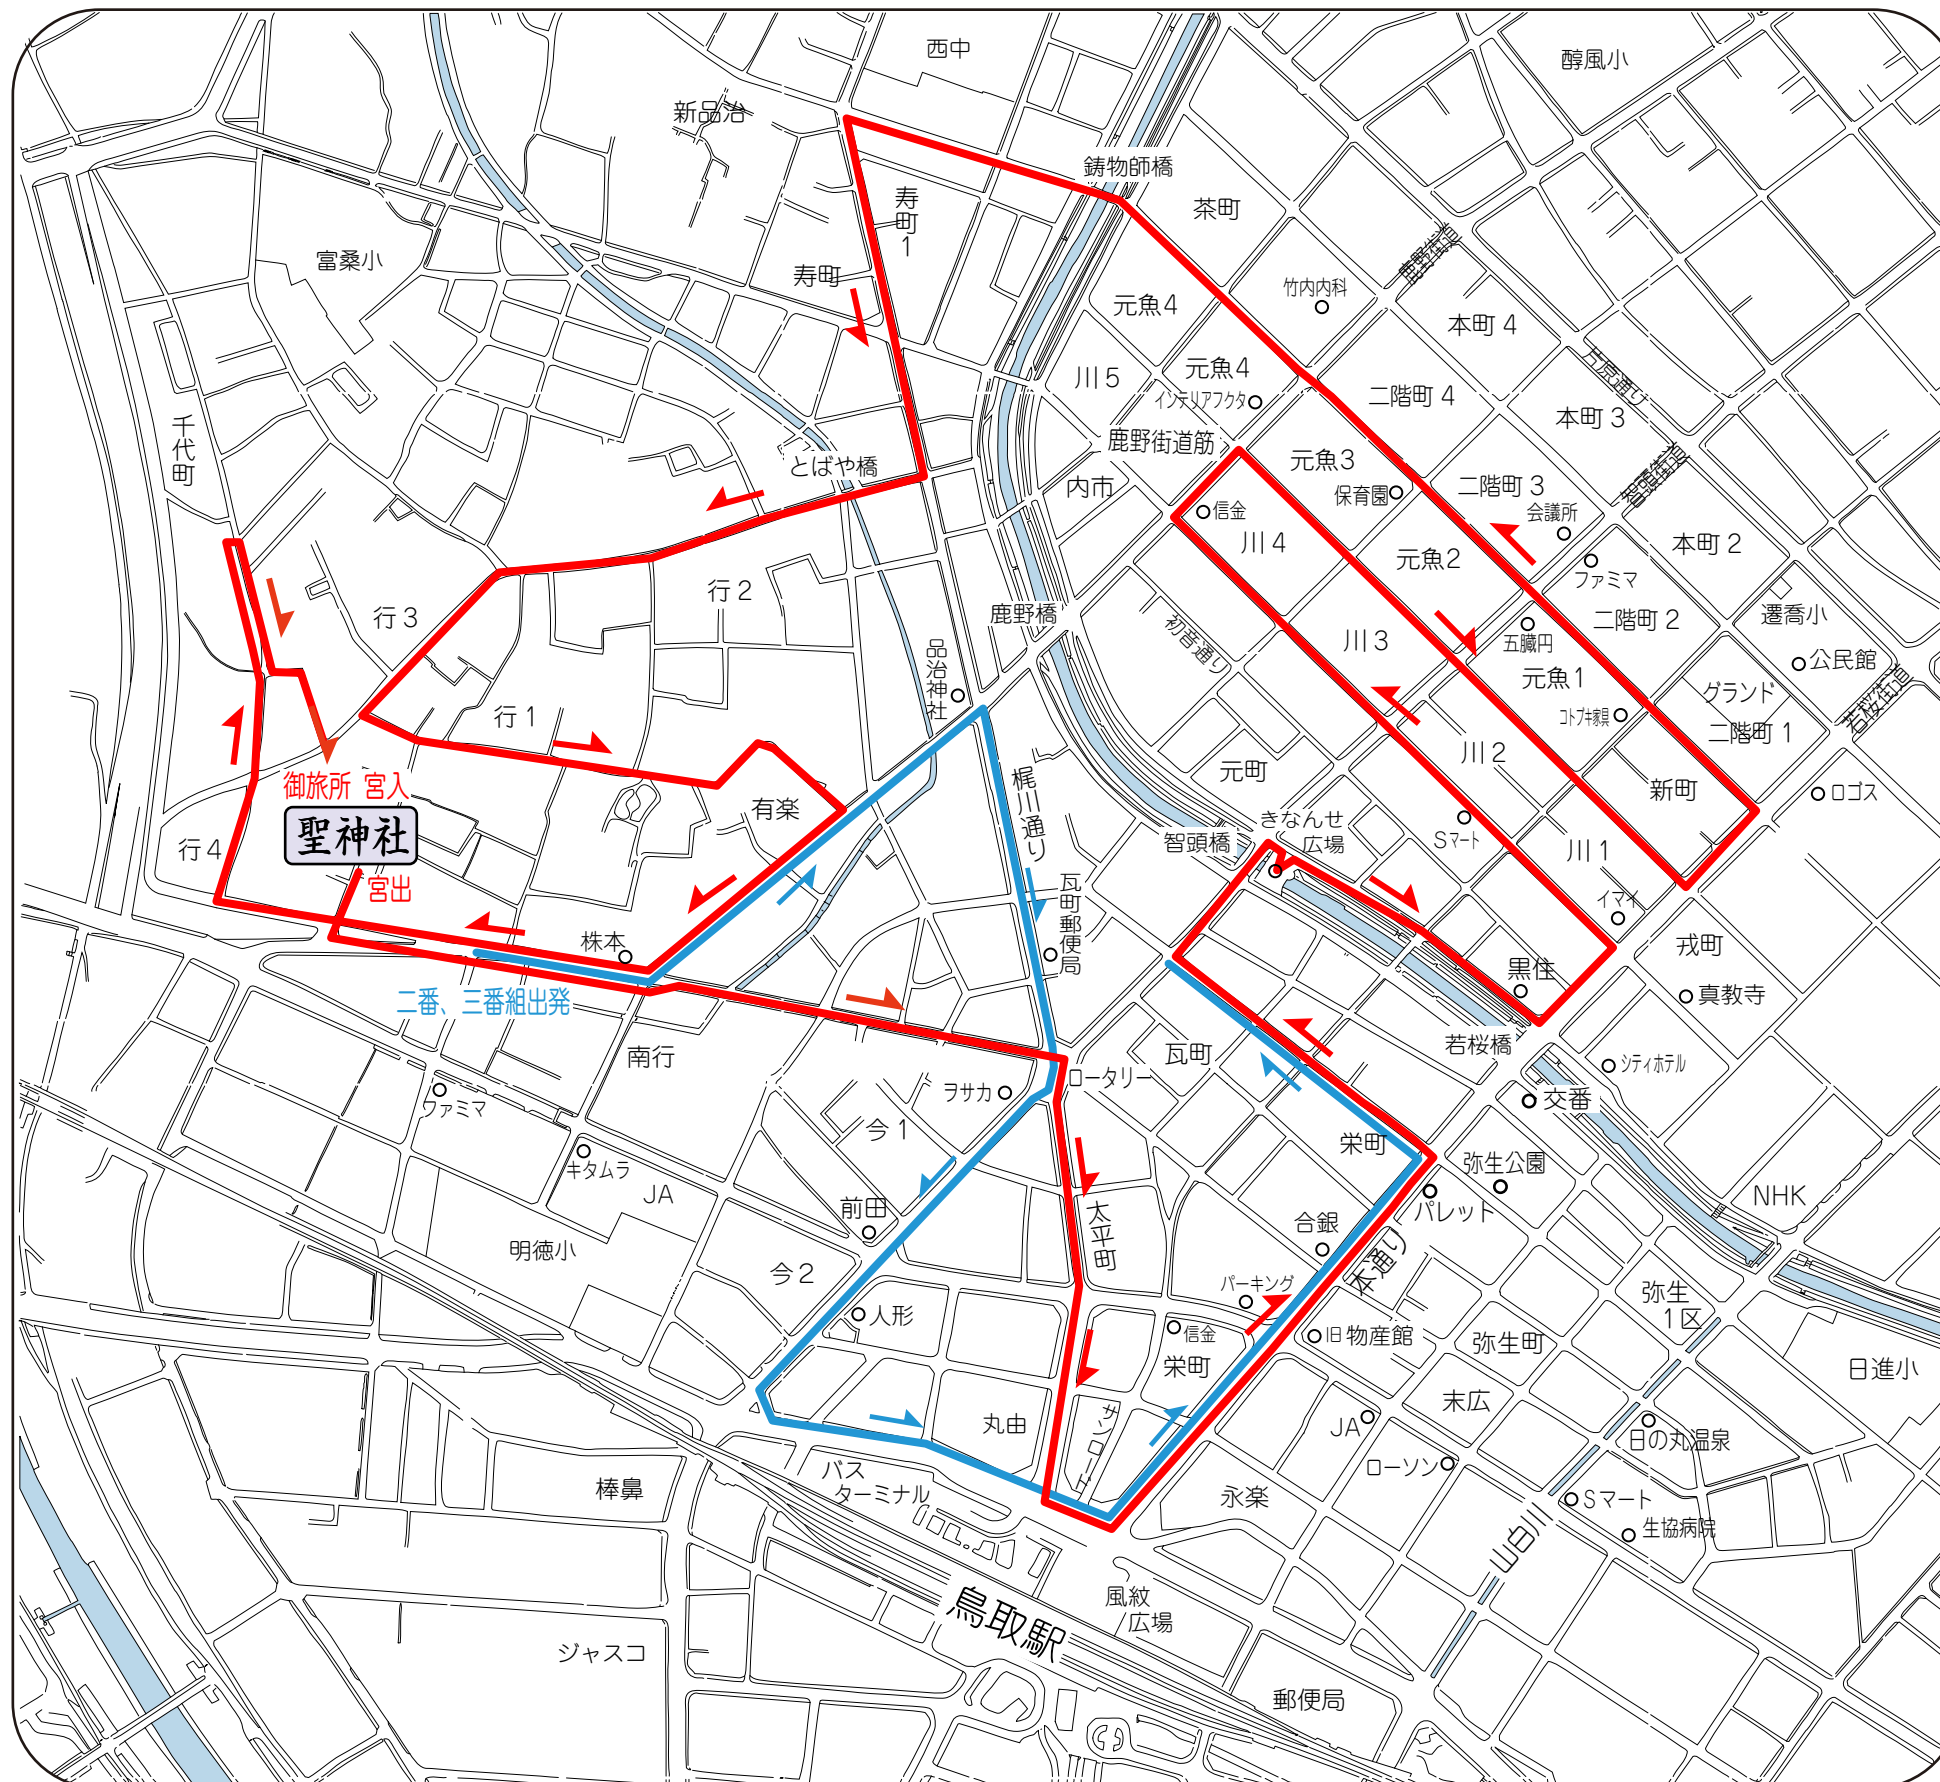 西中
醇風小
新品治
鋳物師橋
寿町1
茶町
富桑小
寿町
鹿野街道
竹内内科
元魚4
本町4
川5
元魚4
インテリアフクタ
片原通り
二階町4
本町3
千代町
鹿野街道筋
とばや橋
元魚3
保育園
二階町3
智頭街道
内市
信金
会議所
川4
本町2
元魚2
ファミマ
行2
行3
鹿野橋
遷喬小
二階町2
初音通り
川3
五臓円
公民館
品治神社
元魚1
グランド
若桜街道
行1
コトブキ家具
二階町1
川2
元町
梶川通り
御旅所 宮入
新町
ロゴス
有楽
きなんせ
広場
聖神社
智頭橋
Sマート
行4
川1
宮出
瓦町郵便局
イマイ
株本
戎町
黒住
二番、三番組出発
真教寺
若桜橋
南行
瓦町
シティホテル
ロータリー
ヲサカ
ファミマ
交番
今1
栄町
弥生公園
キタムラ
JA
前田
NHK
パレット
太平町
合銀
明徳小
本通り
今2
パーキング
弥生
1区
人形
信金
旧物産館
弥生町
栄町
日進小
末広
丸由
サンロード
JA
日の丸温泉
バス
ターミナル
ローソン
棒鼻
永楽
Sマート
生協病院
山白川
風紋
広場
鳥取駅
ジャスコ
郵便局